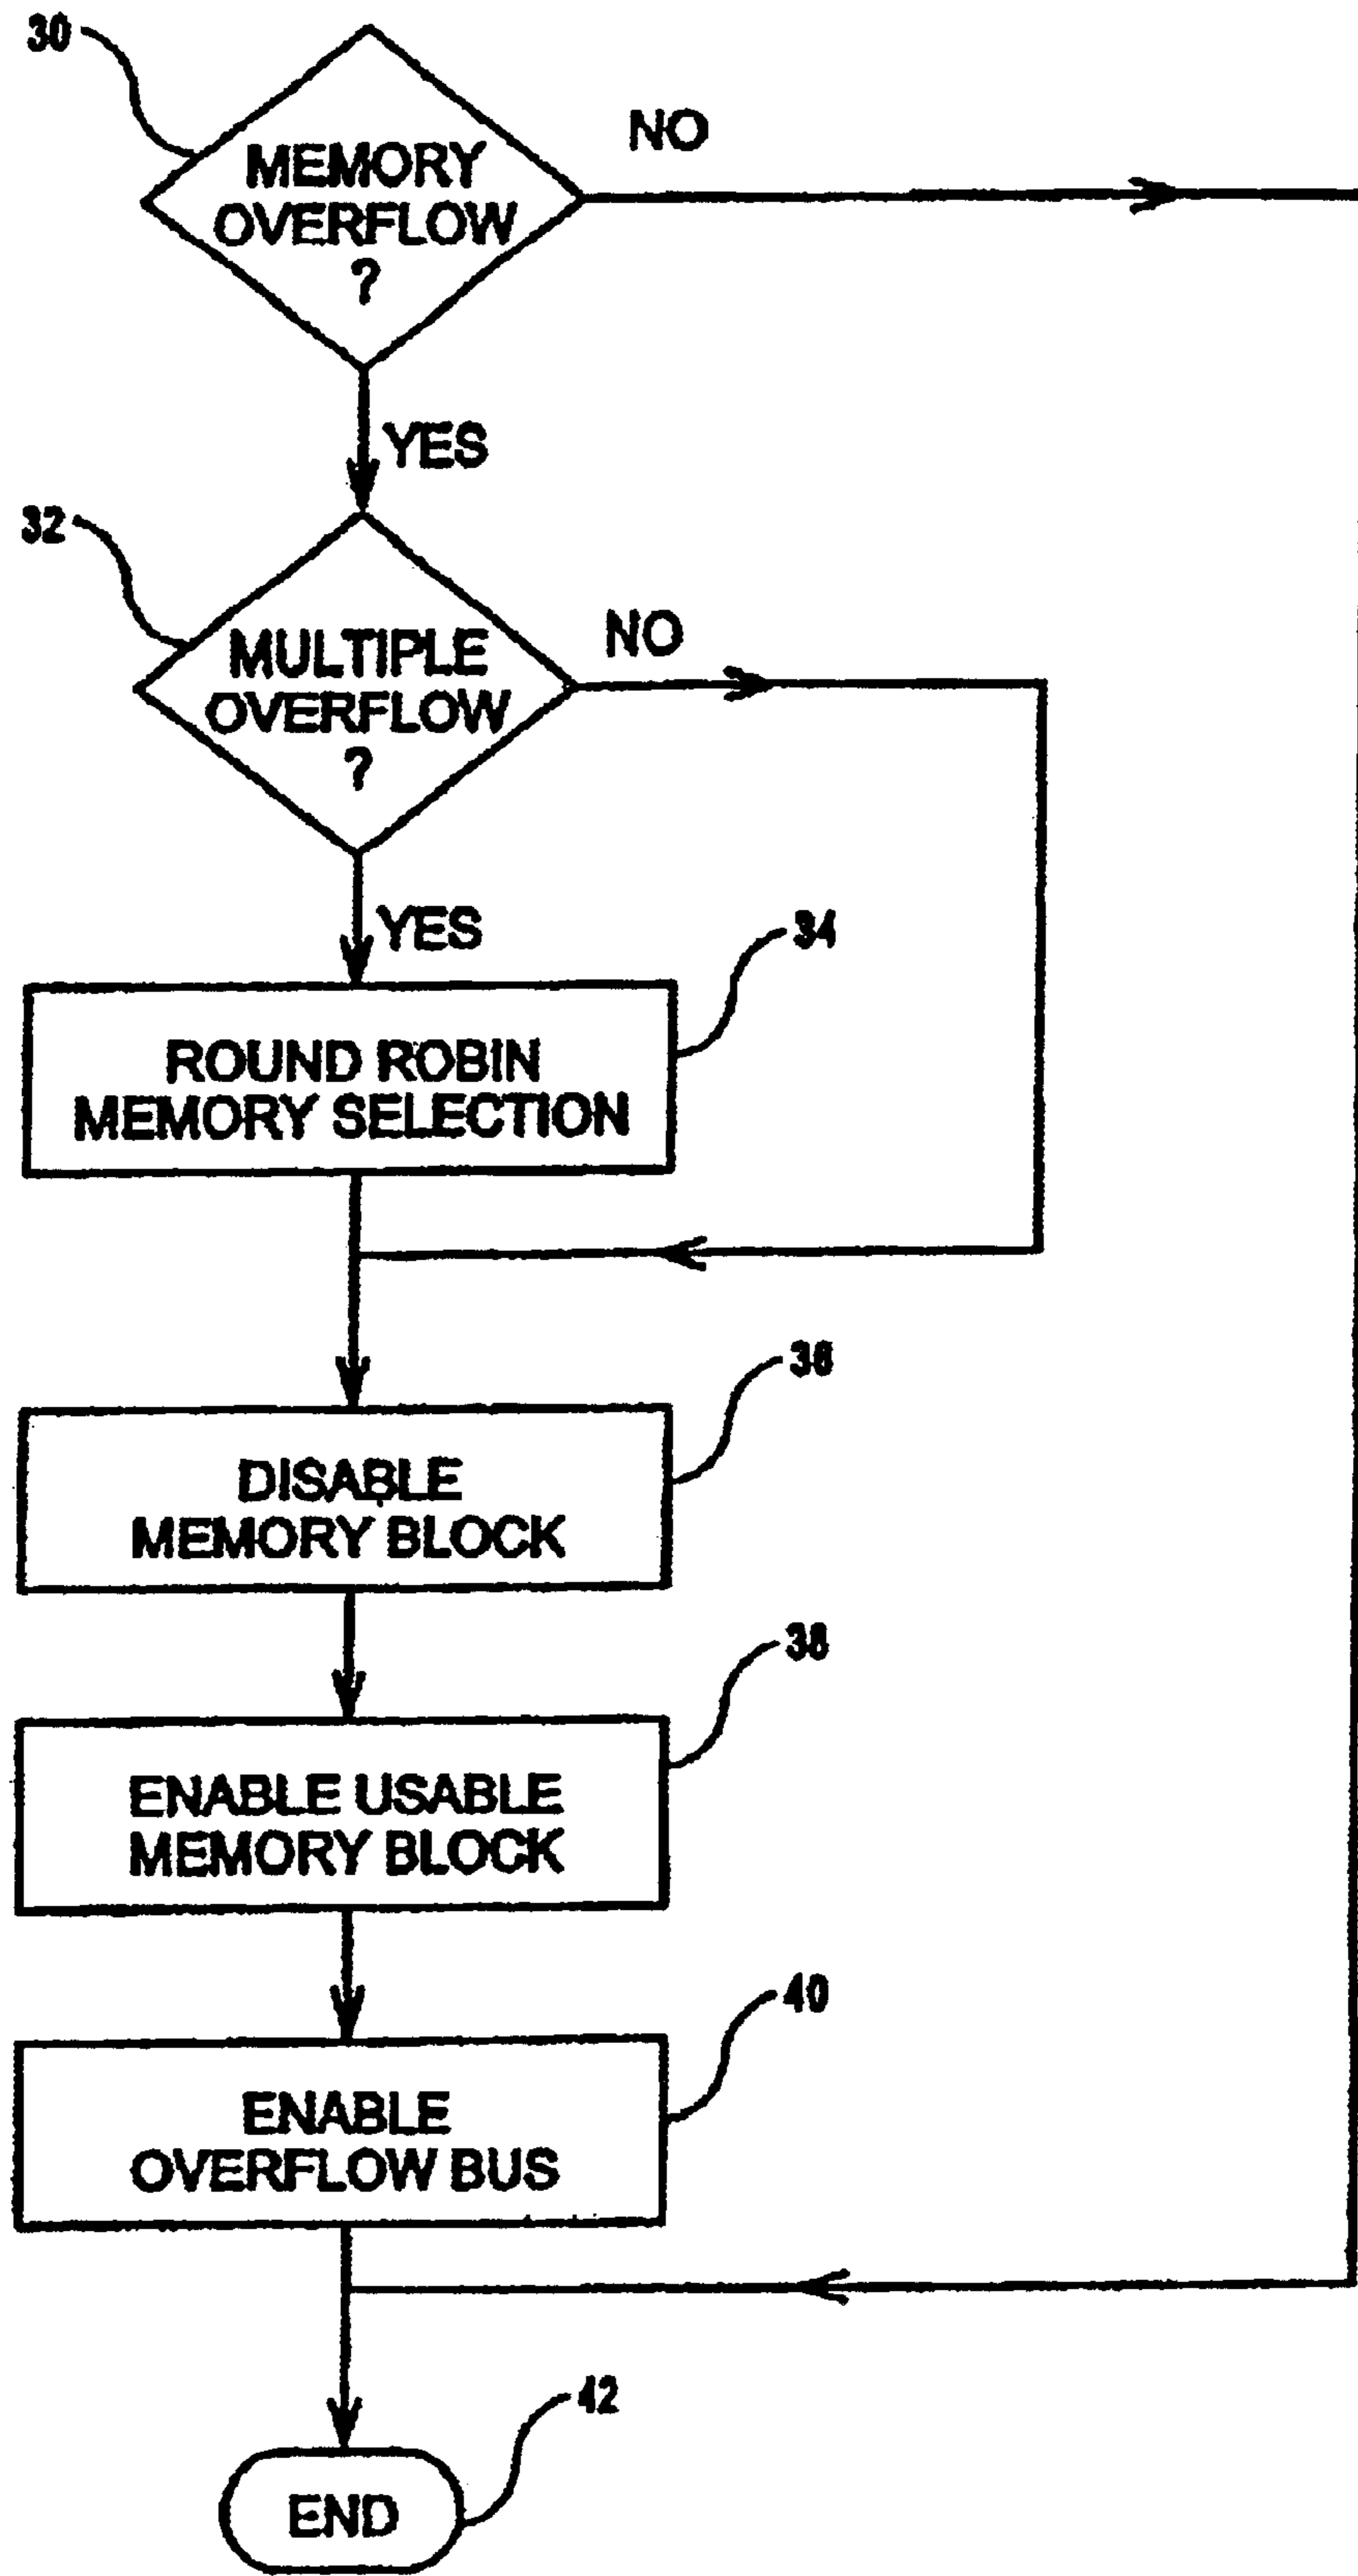 30
NO
MEMORY
OVERFLOW
?
YES
32
NO
MULTIPLE
OVERFLOW
?
YES
34
ROUND ROBIN
MEMORY SELECTION
36
DISABLE
MEMORY BLOCK
38
ENABLE USABLE
MEMORY BLOCK
40
ENABLE
OVERFLOW BUS
42
END